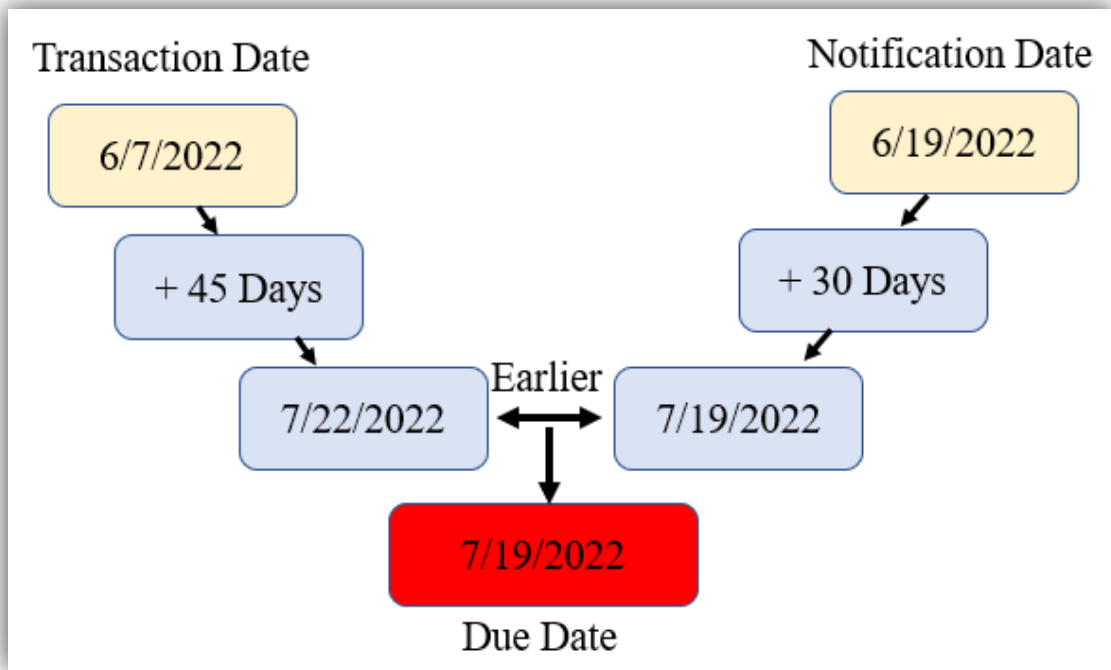 Transaction Date
Notification Date
6/7/2022
6/19/2022
+ 45 Days
+ 30 Days
Earlier
7/22/2022
7/19/2022
7/19/2022
Due Date